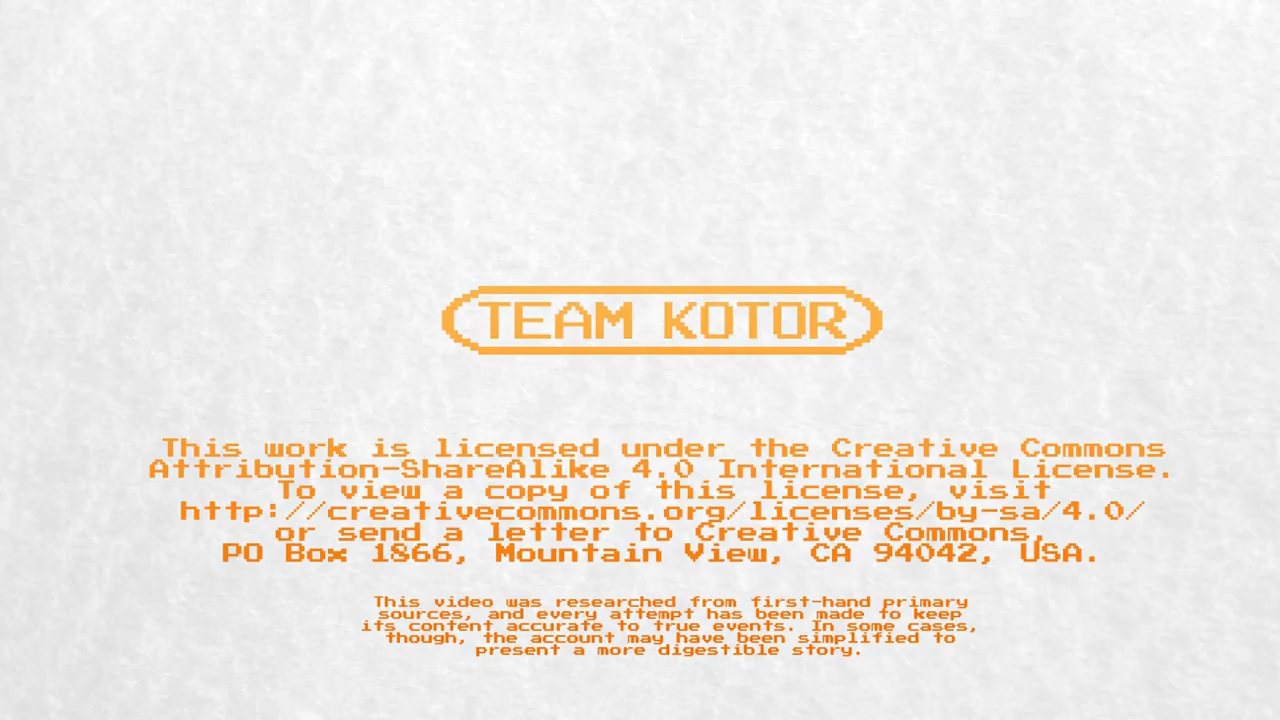 TEAM KOTOR
This work is licensed under the Creative Commons
Attribution-ShareAlike 4.0 International License.
To view a copy of this license, visit
http://creativecommons.org/licenses/by-sa/4.0/
or send a letter to Creative Commons,
PO Box 1866, Mountain View, CA 94042, USA.
This video was researched from first-hand primary
sources, and every attempt has been made to keep
its content accurate to true events. In some cases,
though, the account may have been simplified to
present a more digestible story.